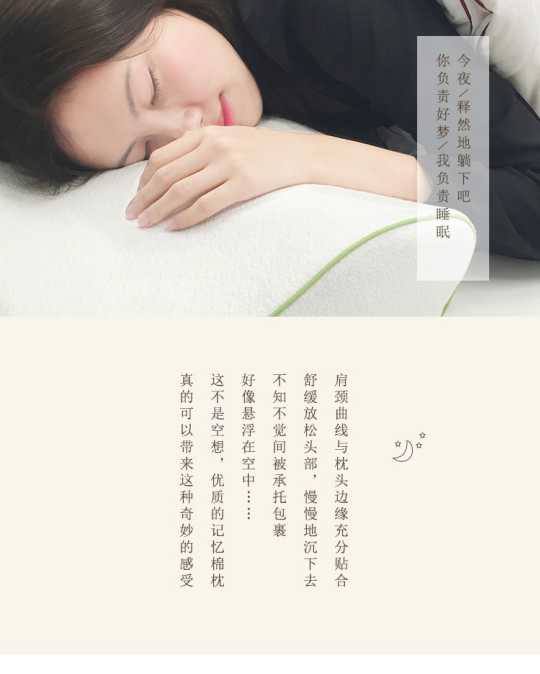 今夜/释然地躺下吧
你负责好梦/我负责睡眠
肩颈曲线与枕头边缘充分贴合
舒缓放松头部，慢慢地沉下去
不知不觉间被承托包裹
好像悬浮在空中……
这不是空想，优质的记忆棉枕
真的可以带来这种奇妙的感受